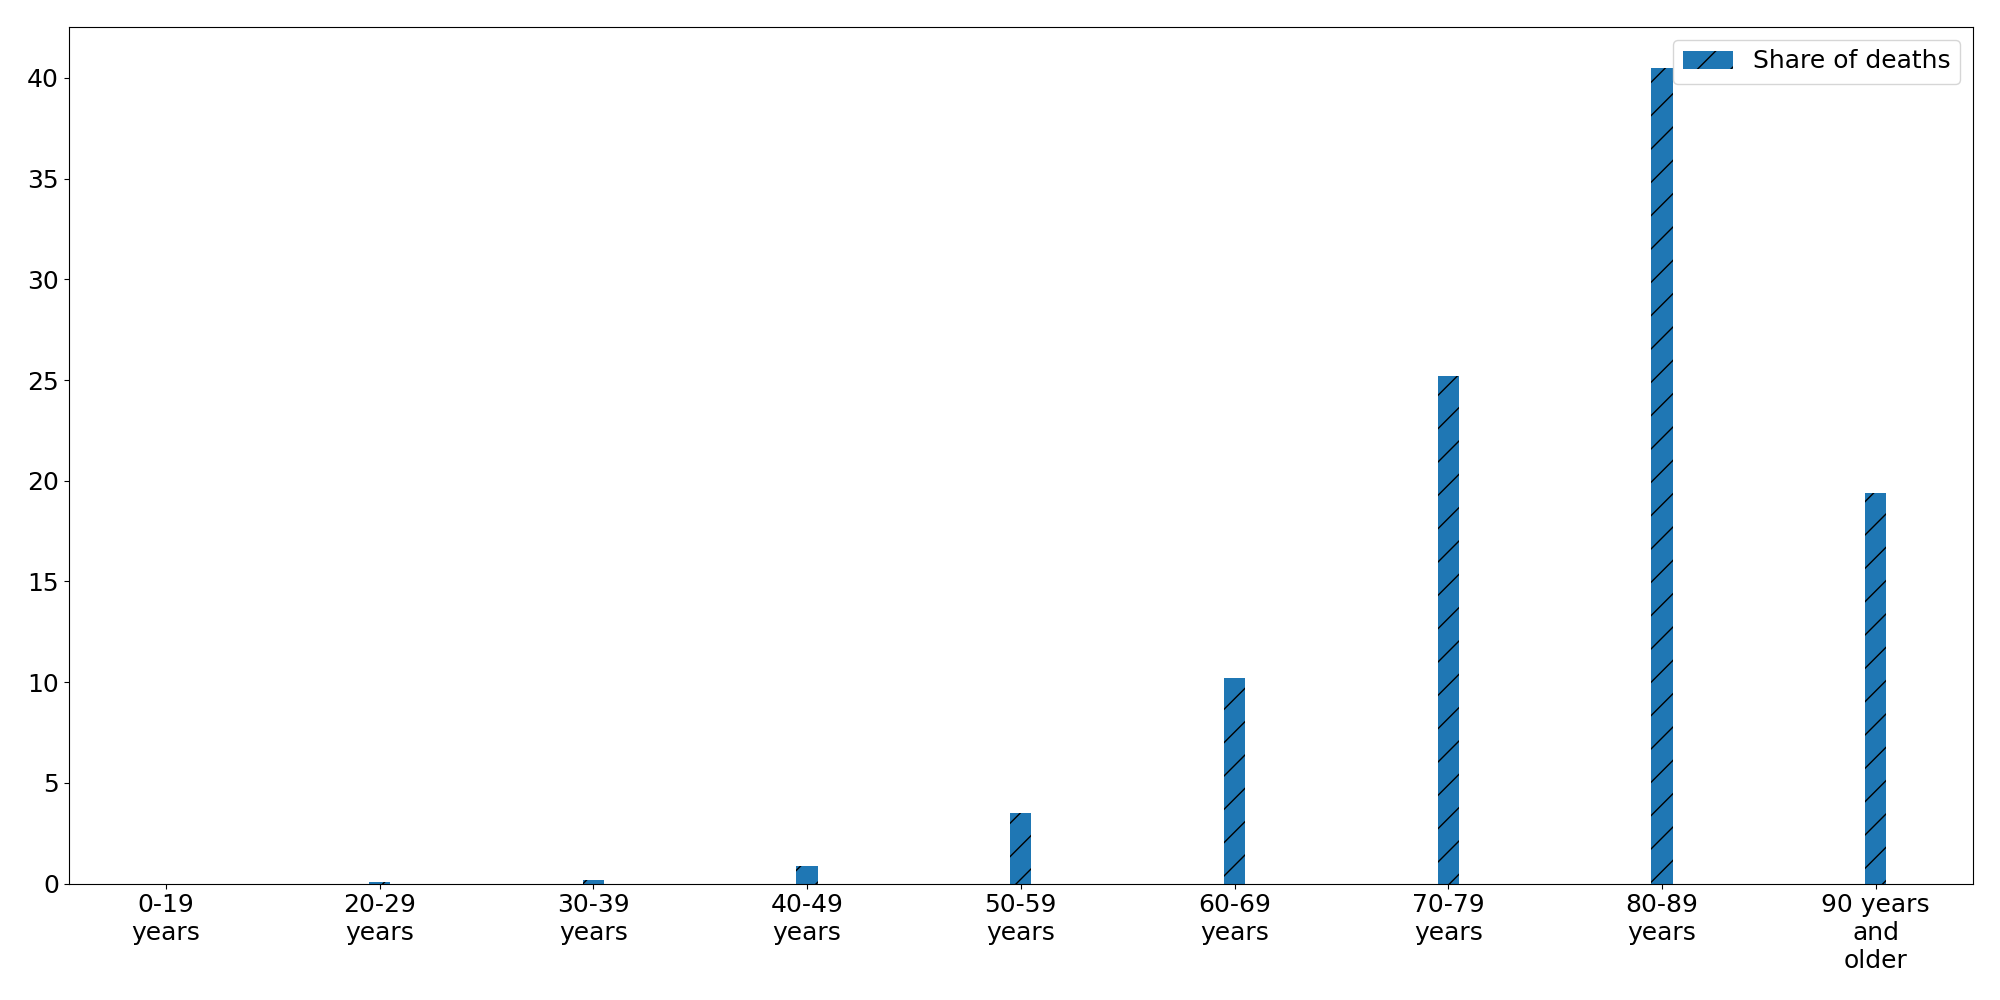 Share of deaths
40
35
30
25
20
15
10
5
0
0-19
years
20-29
years
30-39
years
40-49
years
50-59
years
60-69
years
70-79
years
80-89
years
90 years
and
older